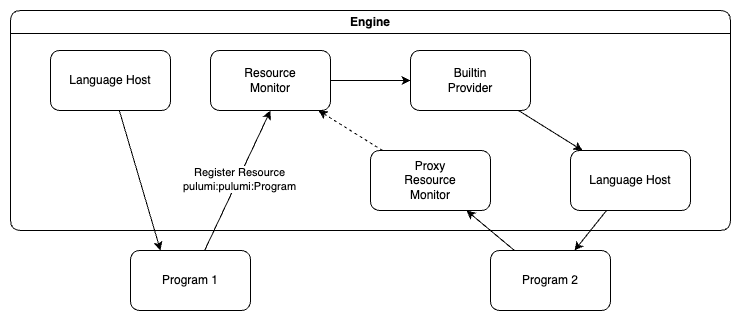 Engine
Language Host
Resource
Monitor
Builtin
Provider
Register Resource
pulumi:pulumi:Program
Proxy
Resource
Monitor
Language Host
Program 1
Program 2